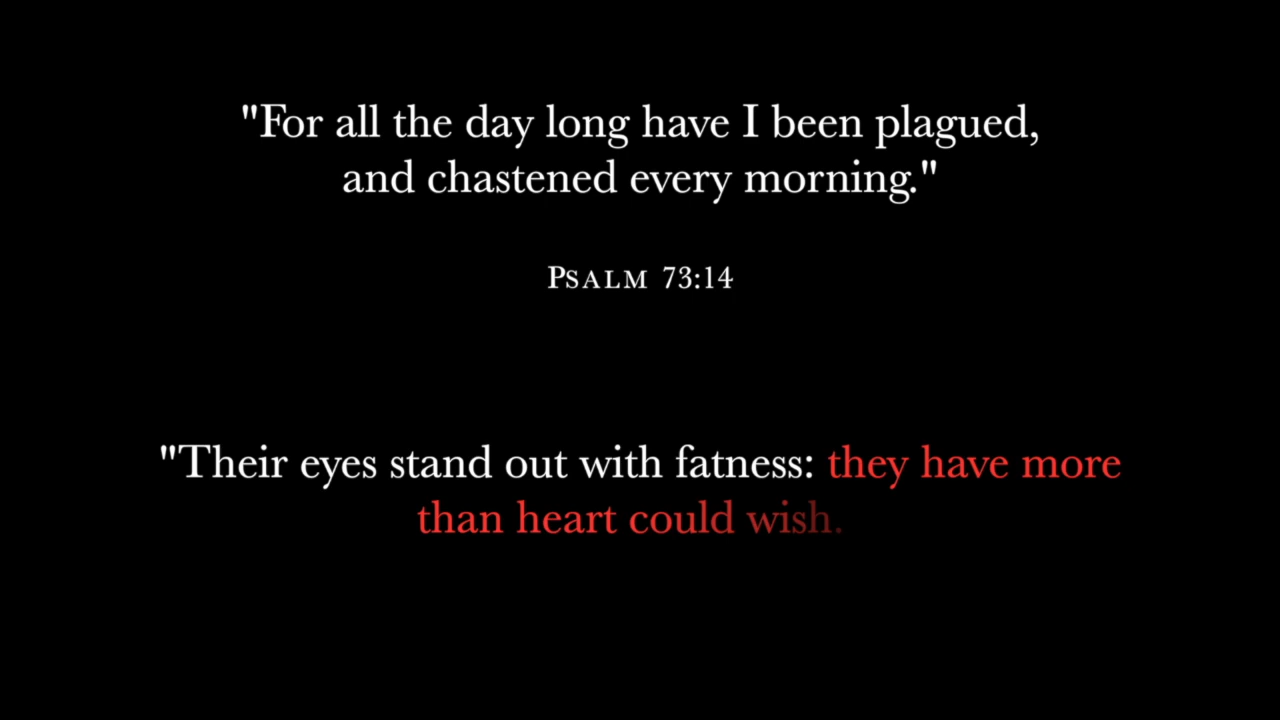 "For all the day long have I been plagued,
and chastened every morning."
PSALM 73:14
"Their eyes stand out with fatness: they have more
than heart could wish.